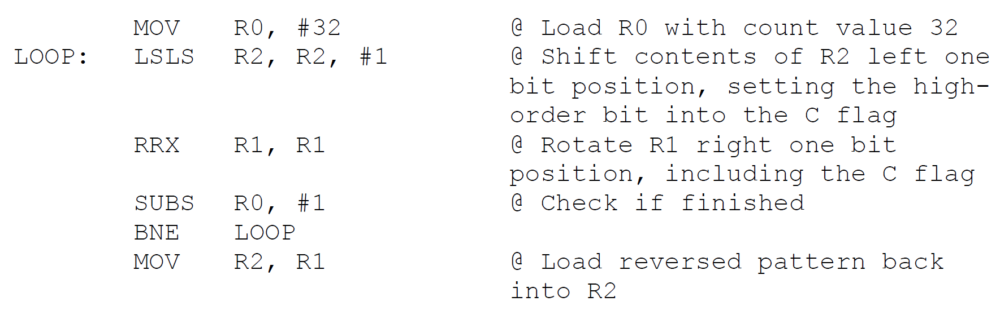 MOV R0, #32 @ Load R0 with count value 32
LOOP: LSLS R2, R2, #1 @ Shift contents of R2 left one
bit position, setting the high-
order bit into the C flag
RRX R1, R1 @ Rotate R1 right one bit
position, including the C flag
SUBS R0, #1 @ Check if finished
BNE LOOP
MOV R2, R1 @ Load reversed pattern back
into R2